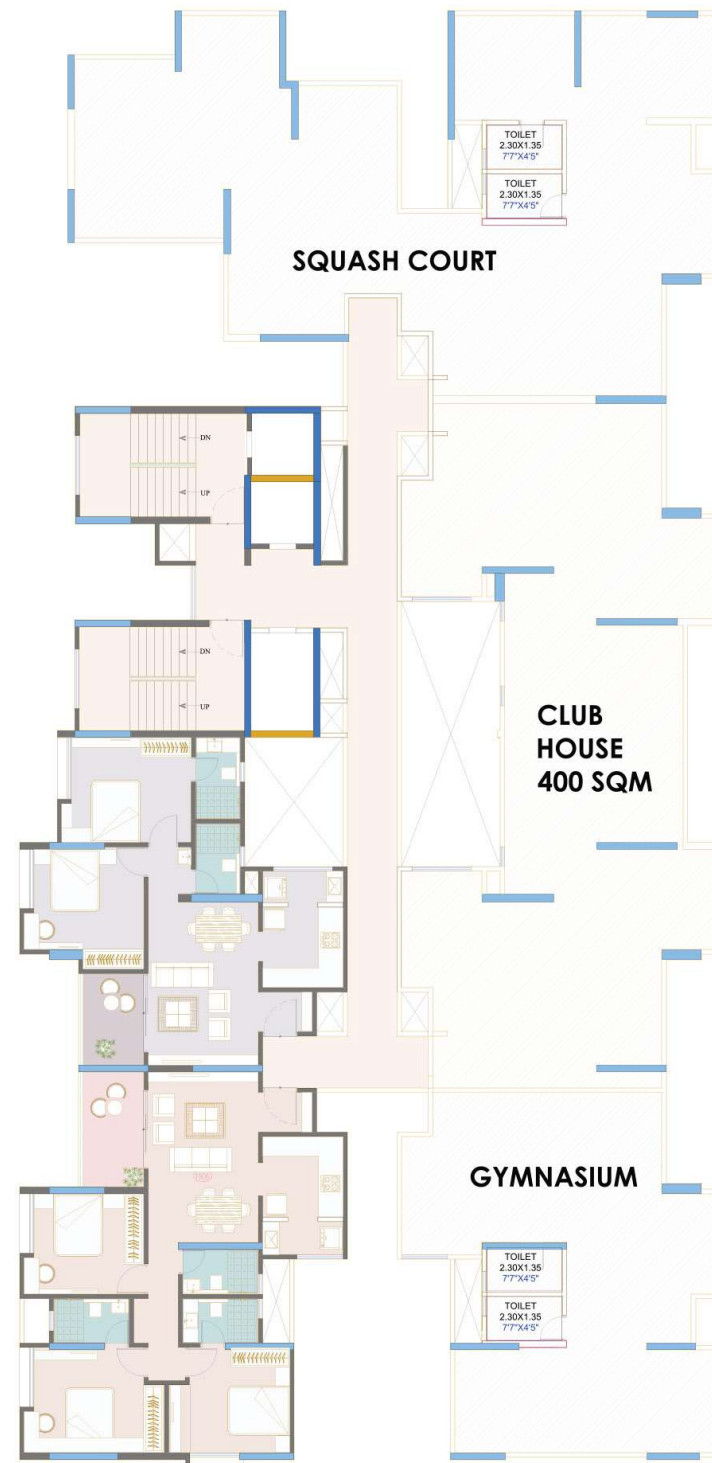 TOILET
2.30X1.35
7'7"X4'5"
TOILET
2.30X1.35
7'7"X4'5"
SQUASH COURT
DN
UP
DN
UP
CLUB
HOUSE
400 SQM
GYMNASIUM
TOILET
2.30X1.35
7'7"X4'5"
TOILET
2.30X1.35
7'7"X4'5"